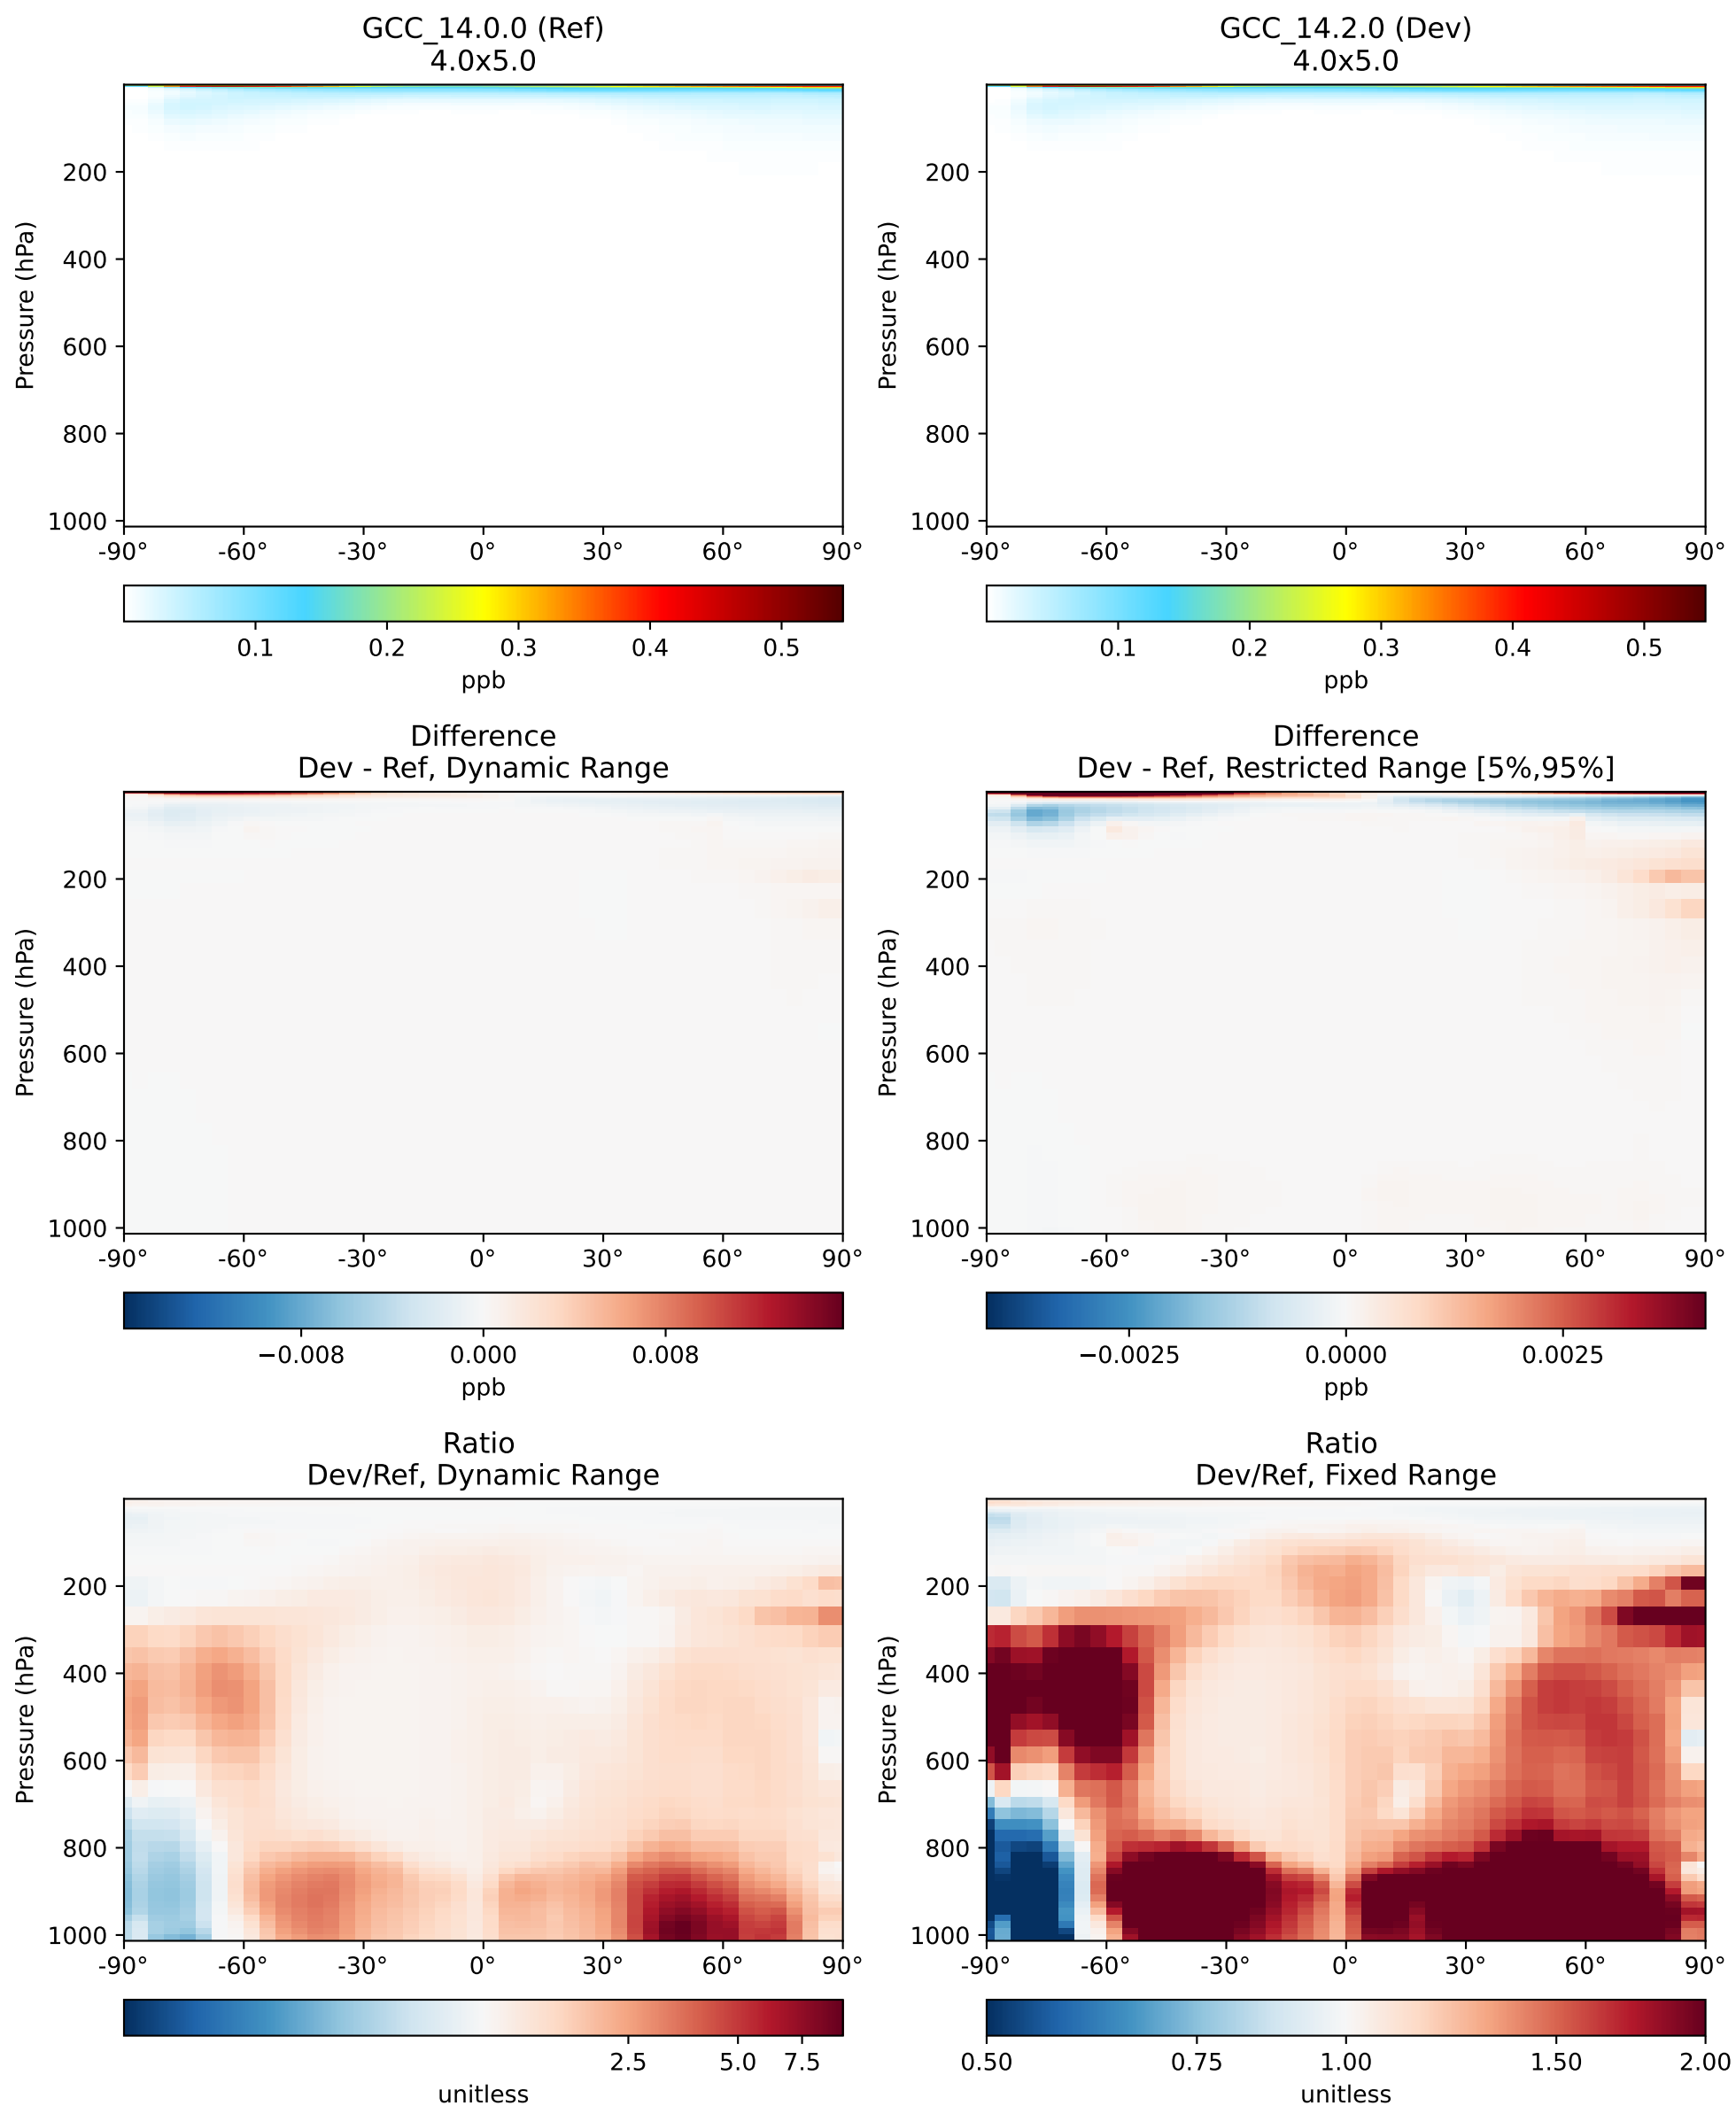 GCC_14.0.0 (Ref)
4.0x5.0
Pressure (hPa)
200
400
600
800
1000
-90° -60° -30° 0° 30° 60° 90°
0.1 0.2 0.3 0.4 0.5
ppb
GCC_14.2.0 (Dev)
4.0x5.0
Pressure (hPa)
200
400
600
800
1000
-90° -60° -30° 0° 30° 60° 90°
0.1 0.2 0.3 0.4 0.5
ppb
Difference
Dev - Ref, Dynamic Range
Pressure (hPa)
200
400
600
800
1000
-90° -60° -30° 0° 30° 60° 90°
−0.008 0.000 0.008
ppb
Difference
Dev - Ref, Restricted Range [5%,95%]
Pressure (hPa)
200
400
600
800
1000
-90° -60° -30° 0° 30° 60° 90°
−0.0025 0.0000 0.0025
ppb
Ratio
Dev/Ref, Dynamic Range
Pressure (hPa)
200
400
600
800
1000
-90° -60° -30° 0° 30° 60° 90°
2.5 5.0 7.5
unitless
Ratio
Dev/Ref, Fixed Range
Pressure (hPa)
200
400
600
800
1000
-90° -60° -30° 0° 30° 60° 90°
0.50 0.75 1.00 1.50 2.00
unitless